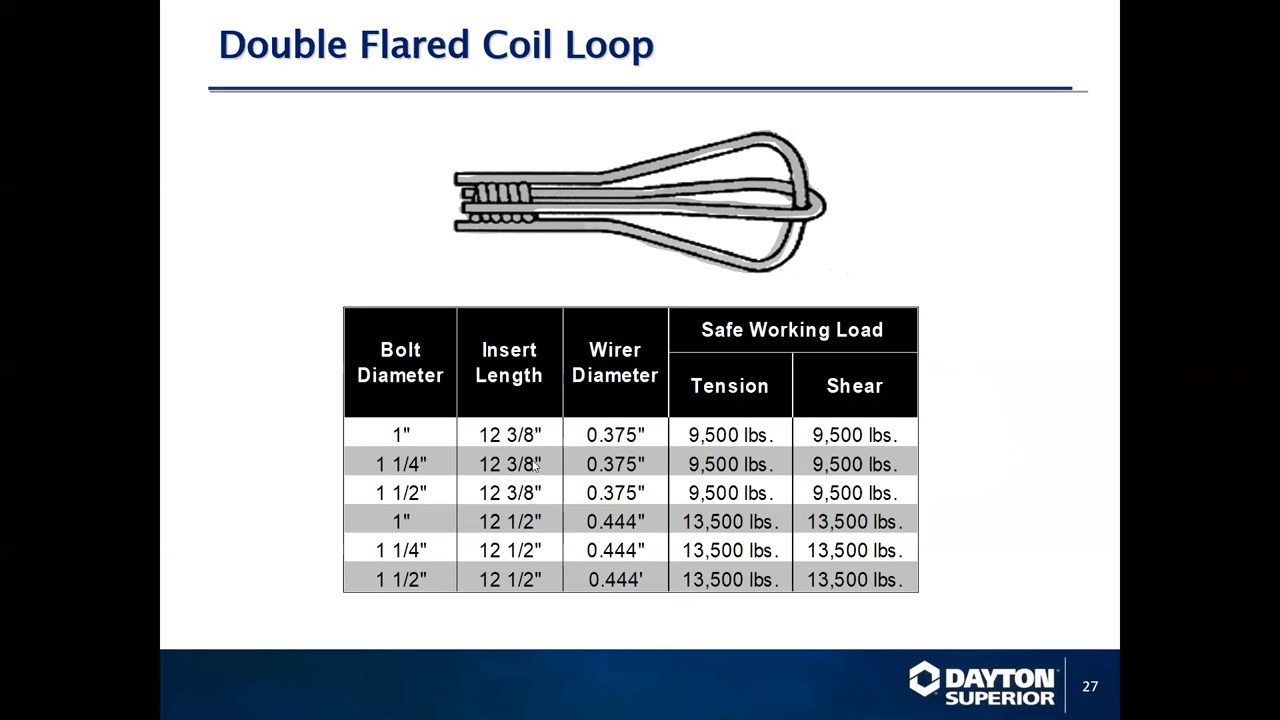 Double Flared Coil Loop
Bolt Diameter Insert Length Wirer Diameter Safe Working Load
Tension Shear
1" 12 3/8" 0.375" 9,500 lbs. 9,500 lbs.
1 1/4" 12 3/8" 0.375" 9,500 lbs. 9,500 lbs.
1 1/2" 12 3/8" 0.375" 9,500 lbs. 9,500 lbs.
1" 12 1/2" 0.444" 13,500 lbs. 13,500 lbs.
1 1/4" 12 1/2" 0.444" 13,500 lbs. 13,500 lbs.
1 1/2" 12 1/2" 0.444' 13,500 lbs. 13,500 lbs.
DAYTON
SUPERIOR
27